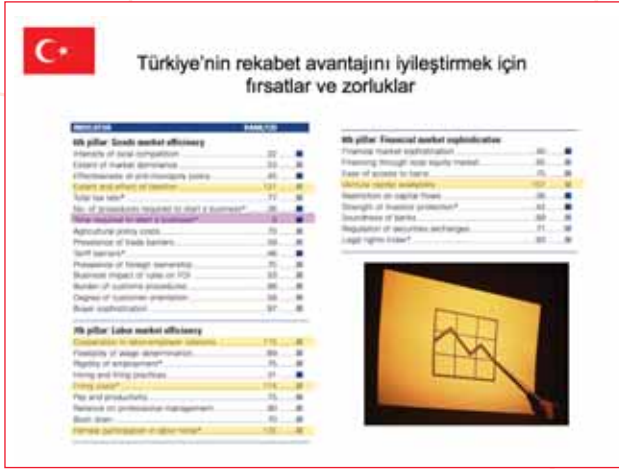 Türkiye'nin rekabet avantajını iyileştirmek için
fırsatlar ve zorluklar
INDICATOR RANK/131
6th pillar: Goods market efficiency
Intensity of local competition
Extent of market dominance
Effectiveness of anti-monopoly policy
Extent and effect of taxation
Total tax rate*
No. of procedures required to start a business*
Time required to start a business*
Agricultural policy costs
Prevalence of trade barriers
Tariff barriers*
Prevalence of foreign ownership
Business impact of rules on FDI
Burden of customs procedures
Degree of customer orientation
Buyer sophistication
7th pillar: Labor market efficiency
Cooperation in labor-employer relations
Flexibility of wage determination
Rigidity of employment*
Hiring and firing practices
Firing costs*
Pay and productivity
Reliance on professional management
Brain drain
Female participation in labor force*
8th pillar: Financial market sophistication
Financial market sophistication
Financing through local equity market
Ease of access to loans
Venture capital availability
Restriction on capital flows
Strength of investor protection*
Soundness of banks
Regulation of securities exchanges
Legal rights index*